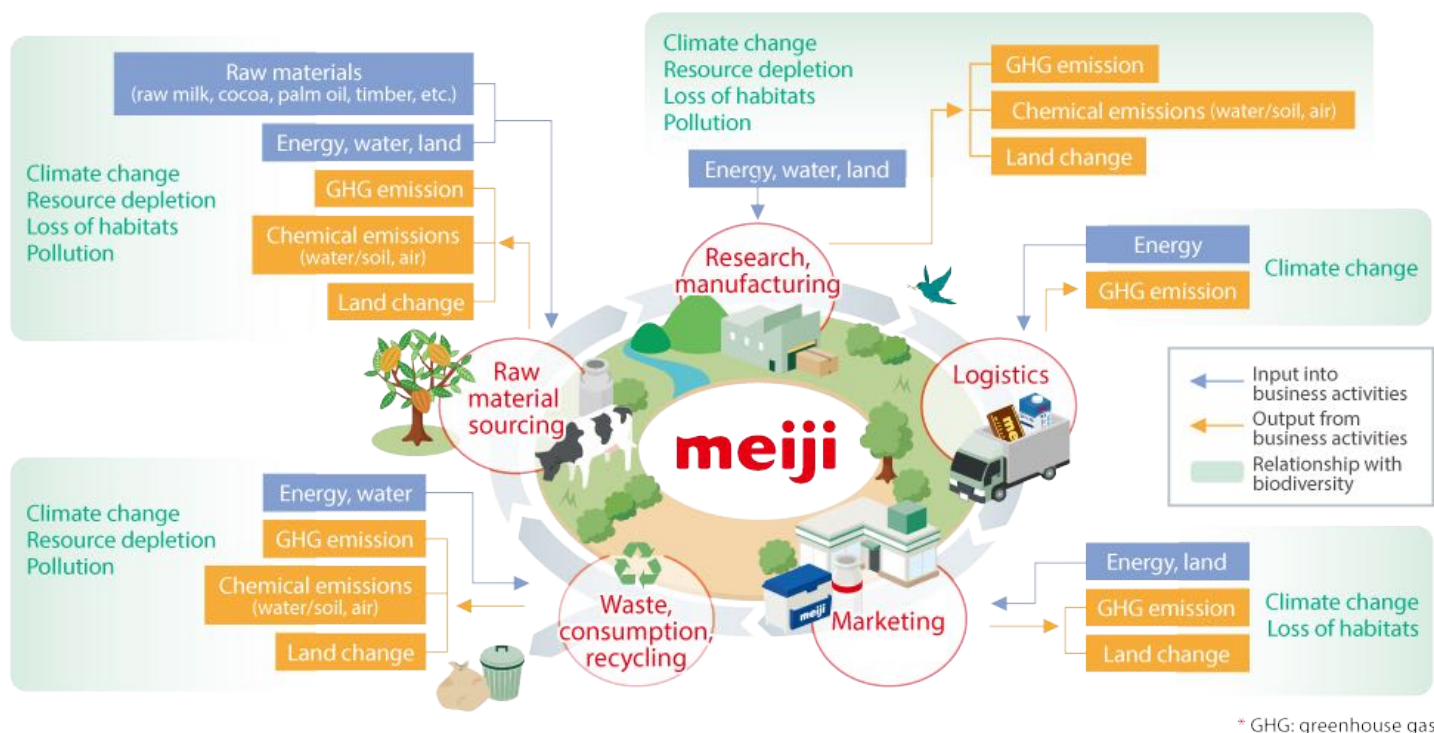 Raw materials
(raw milk, cocoa, palm oil, timber, etc.)
Energy, water, land
Climate change
Resource depletion
Loss of habitats
Pollution
GHG emission
Chemical emissions
(water/soil, air)
Land change
Climate change
Resource depletion
Loss of habitats
Pollution
Energy, water, land
GHG emission
Chemical emissions (water/soil, air)
Land change
Research,
manufacturing
Energy
GHG emission
Climate change
Raw
material
sourcing
Logistics
meiji
Input into
business activities
Output from
business activities
Relationship with
biodiversity
Climate change
Resource depletion
Pollution
Energy, water
GHG emission
Chemical emissions
(water/soil, air)
Land change
Waste,
consumption,
recycling
meiji
Marketing
Energy, land
GHG emission
Land change
Climate change
Loss of habitats
* GHG: greenhouse gas